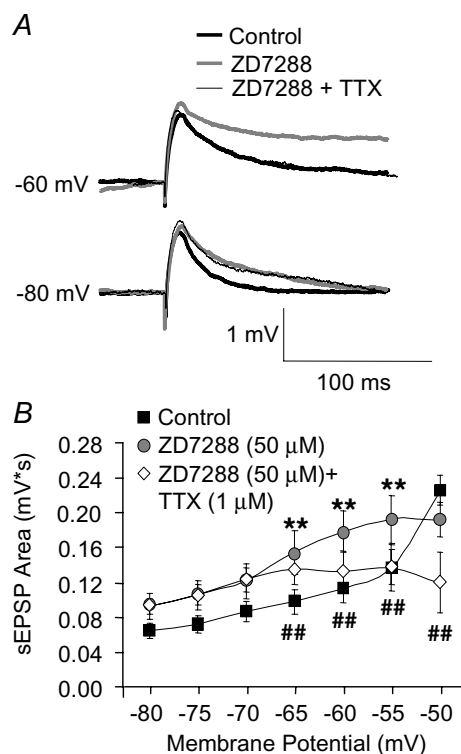 A
Control
ZD7288
ZD7288 + TTX
-60 mV
-80 mV
1 mV
100 ms
B
Control
ZD7288 (50 μM)
ZD7288 (50 μM)+
TTX (1 μM)
0.28
0.24
0.20
0.16
0.12
0.08
0.04
0.00
sEPSP Area (mV*s)
** ** **
## ## ## ##
-80 -75 -70 -65 -60 -55 -50
Membrane Potential (mV)